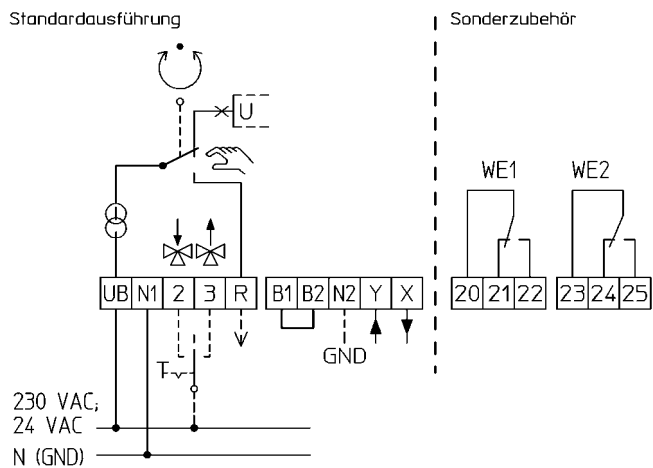 Standardausführung
Sonderzubehör
U
WE1 WE2
UB N1 2 3 R B1 B2 N2 Y X 20 21 22 23 24 25
GND
230 VAC;
24 VAC
N (GND)